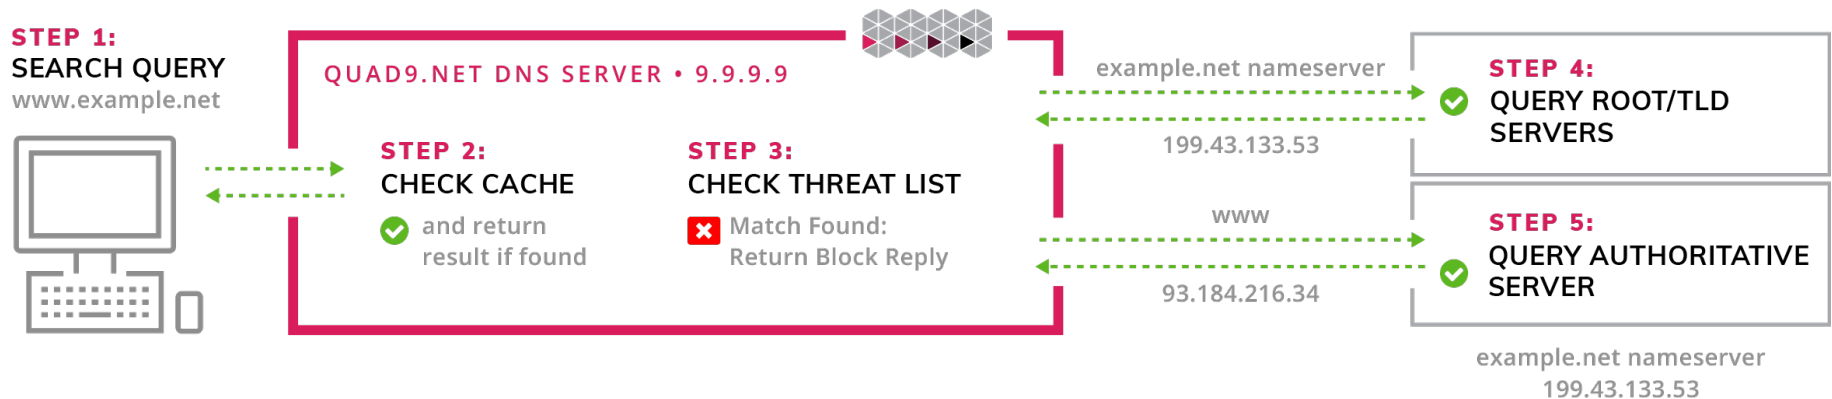 STEP 1:
SEARCH QUERY
www.example.net
QUAD9.NET DNS SERVER • 9.9.9.9
STEP 2:
CHECK CACHE
and return
result if found
STEP 3:
CHECK THREAT LIST
Match Found:
Return Block Reply
example.net nameserver
199.43.133.53
STEP 4:
QUERY ROOT/TLD
SERVERS
www
93.184.216.34
STEP 5:
QUERY AUTHORITATIVE
SERVER
example.net nameserver
199.43.133.53